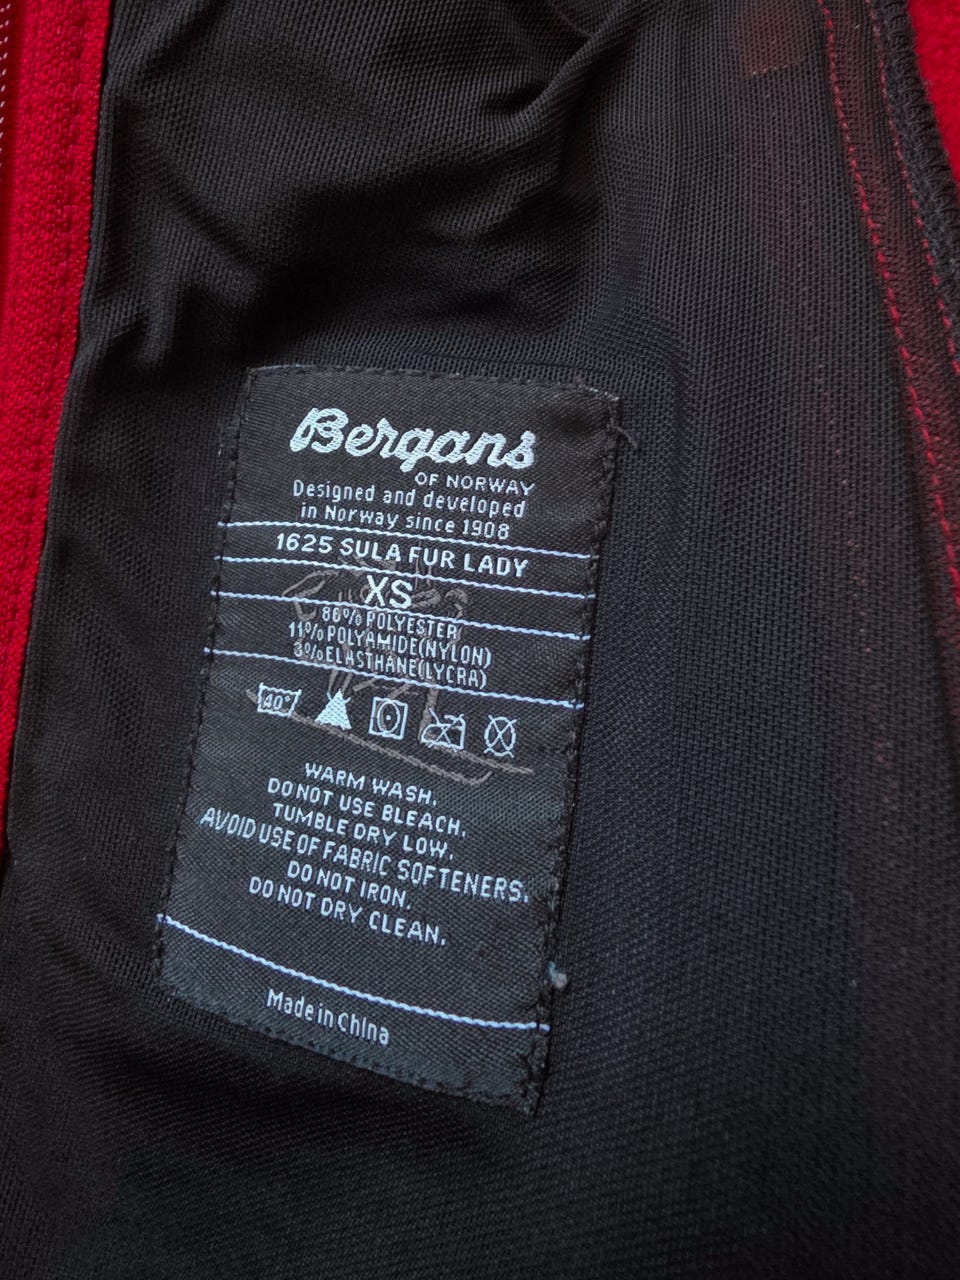 Bergans
OF NORWAY
Designed and developed
in Norway since 1908
1625 SULA FUR LADY
XS
86% POLYESTER
11% POLYAMIDE(NYLON)
3% ELASTHANE(LYCRA)
40°
WARM WASH.
DO NOT USE BLEACH.
TUMBLE DRY LOW.
AVOID USE OF FABRIC SOFTENERS.
DO NOT IRON.
DO NOT DRY CLEAN.
Made in China